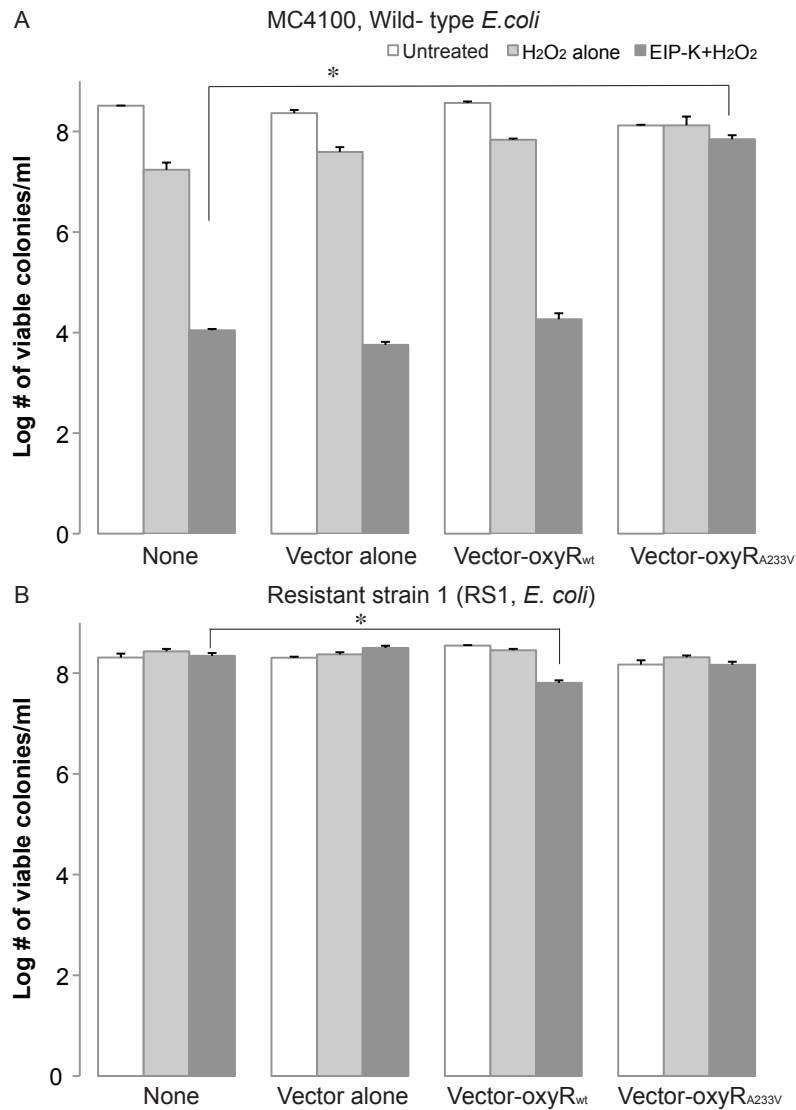 A
MC4100, Wild- type E.coli
Untreated H₂O₂ alone EIP-K+H₂O₂
*
Log # of viable colonies/ml
8
6
4
2
0
None Vector alone Vector-oxyRwt Vector-oxyRA233V
B
Resistant strain 1 (RS1, E. coli)
*
Log # of viable colonies/ml
8
6
4
2
0
None Vector alone Vector-oxyRwt Vector-oxyRA233V